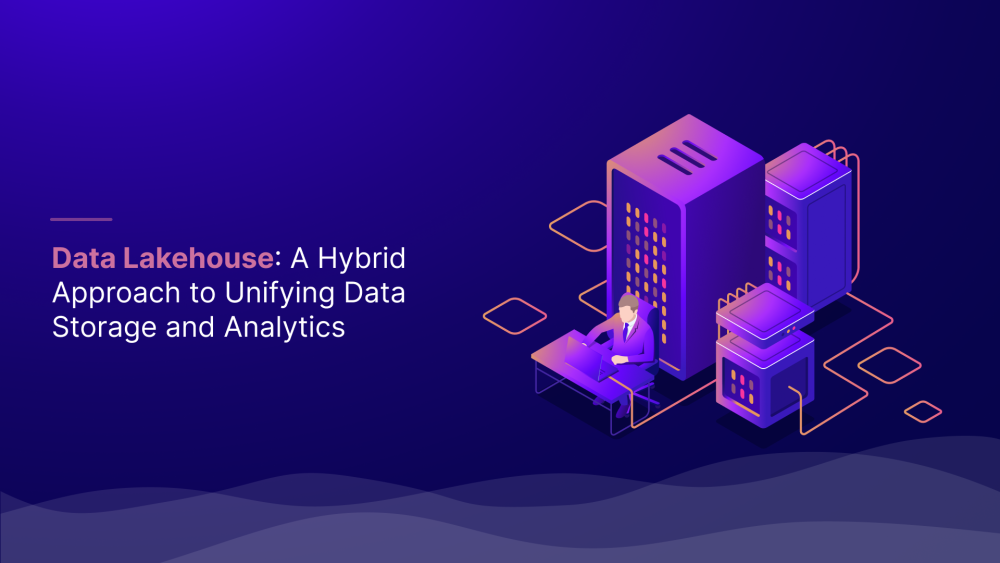 Data Lakehouse: A Hybrid
Approach to Unifying Data
Storage and Analytics